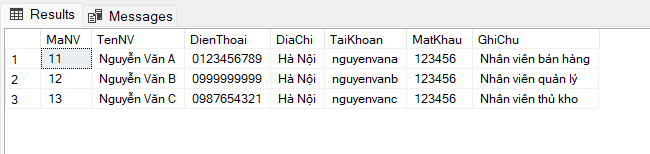 Results Messages
MaNV TenNV DienThoai DiaChi TaiKhoan MatKhau GhiChu
1 11 Nguyễn Văn A 0123456789 Hà Nội nguyenvana 123456 Nhân viên bán hàng
2 12 Nguyễn Văn B 0999999999 Hà Nội nguyenvanb 123456 Nhân viên quản lý
3 13 Nguyễn Văn C 0987654321 Hà Nội nguyenvanc 123456 Nhân viên thủ kho